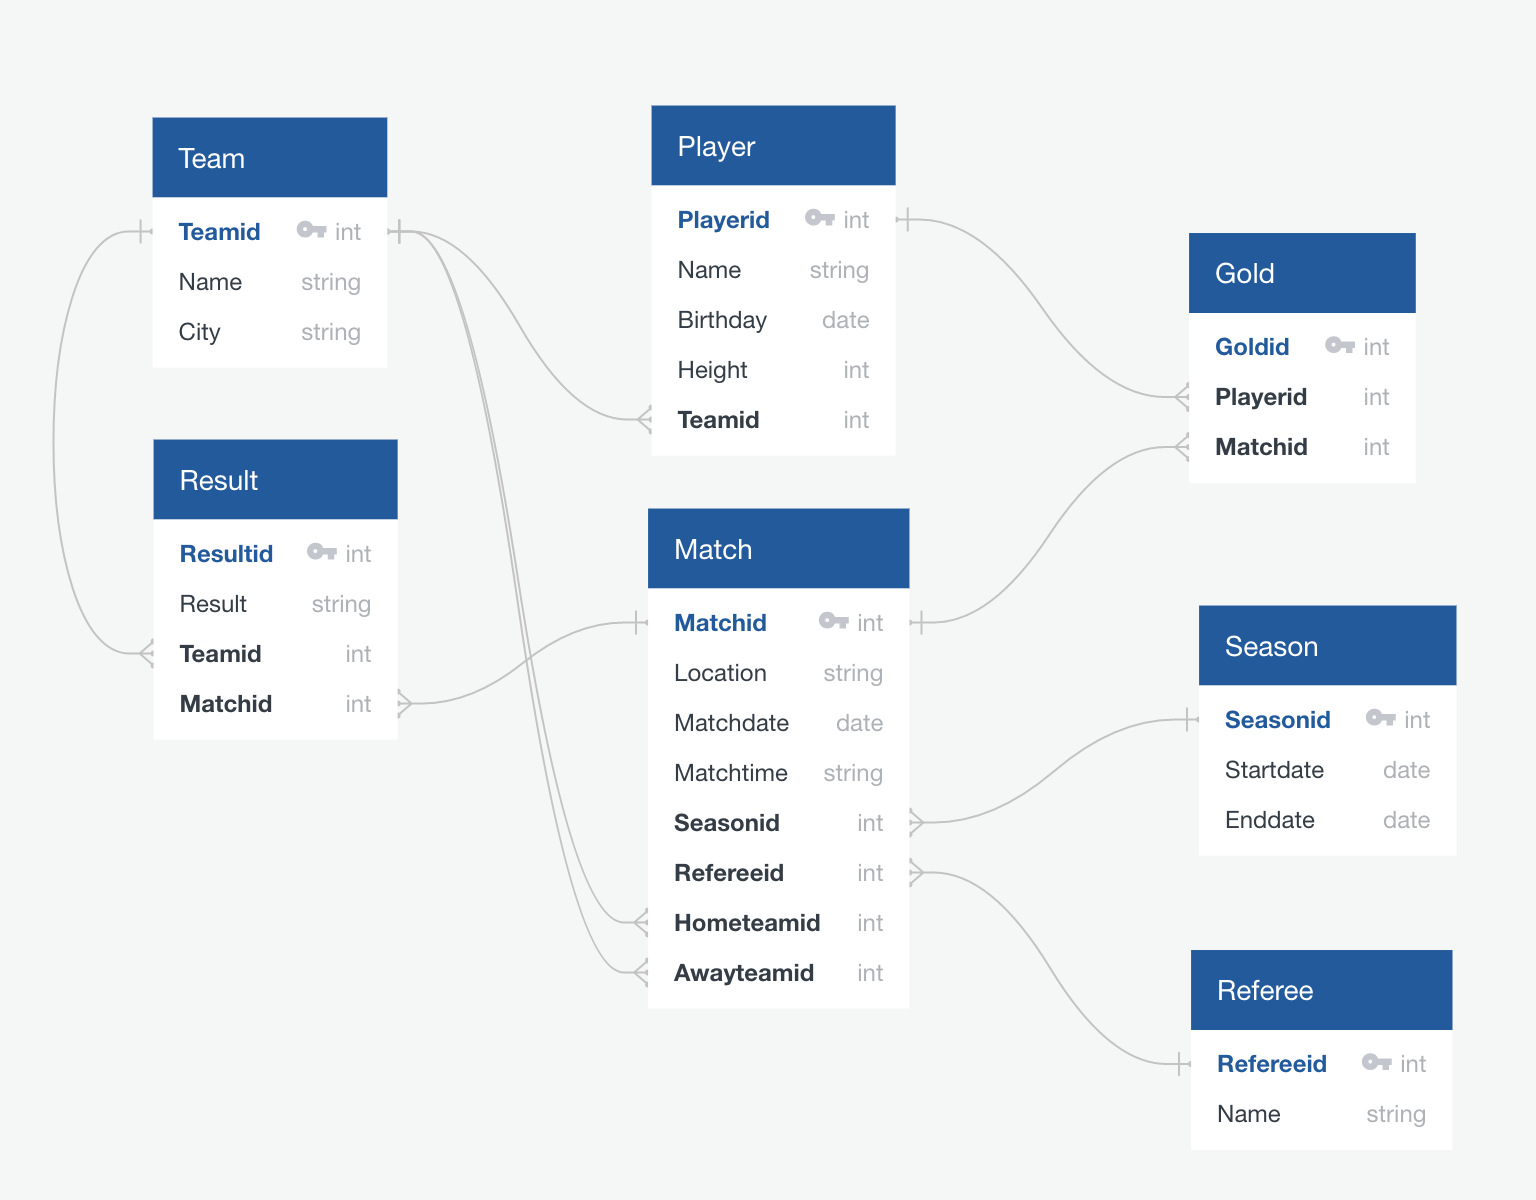 Team
Teamid int
Name string
City string
Result
Resultid int
Result string
Teamid int
Matchid int
Player
Playerid int
Name string
Birthday date
Height int
Teamid int
Match
Matchid int
Location string
Matchdate date
Matchtime string
Seasonid int
Refereeid int
Hometeamid int
Awayteamid int
Gold
Goldid int
Playerid int
Matchid int
Season
Seasonid int
Startdate date
Enddate date
Referee
Refereeid int
Name string